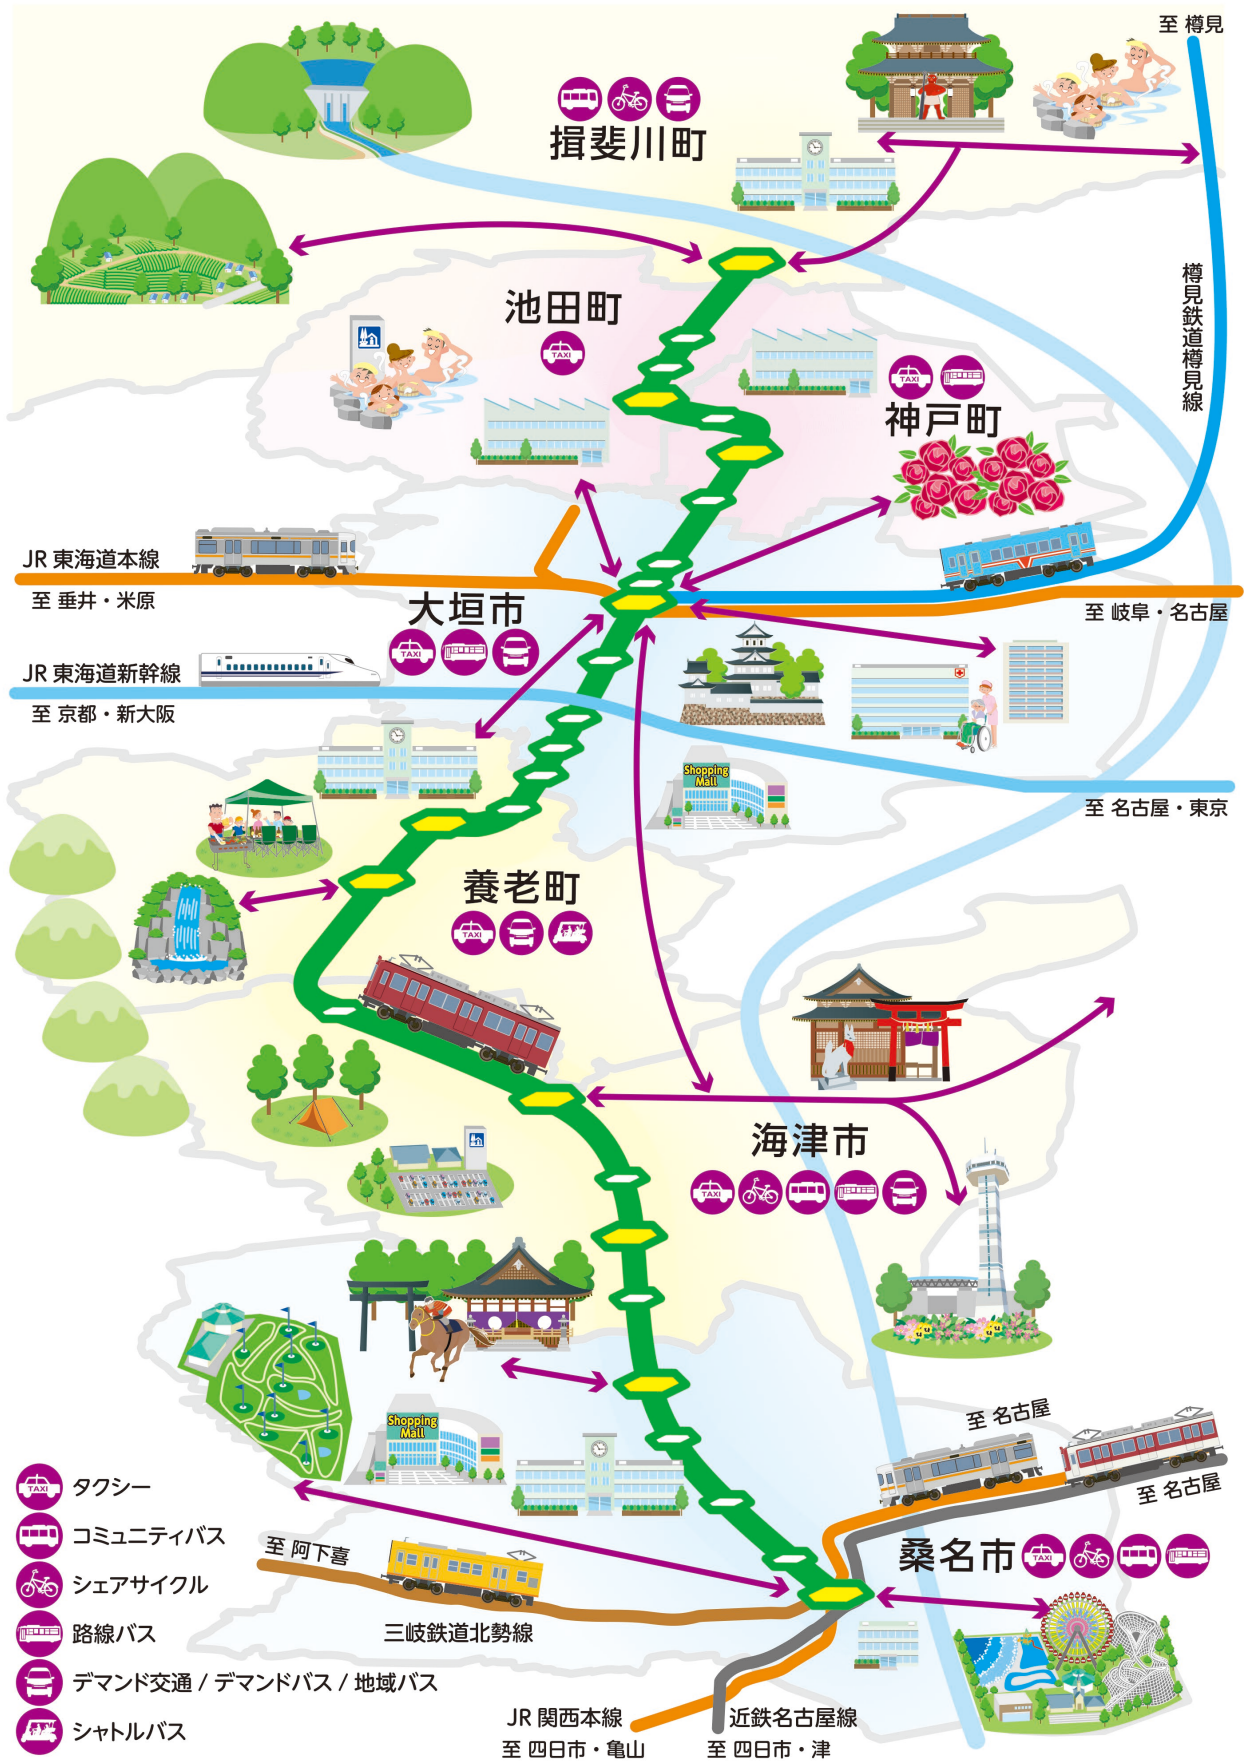 至 樽見
揖斐川町
樽見鉄道樽見線
池田町
TAXI
TAXI
神戸町
JR 東海道本線
至 垂井・米原
大垣市
TAXI
至 岐阜・名古屋
JR 東海道新幹線
至 京都・新大阪
Shopping
Mall
至 名古屋・東京
養老町
TAXI
海津市
TAXI
Shopping
Mall
至 名古屋
至 名古屋
TAXI
タクシー
コミュニティバス
シェアサイクル
路線バス
デマンド交通 / デマンドバス / 地域バス
シャトルバス
至 阿下喜
三岐鉄道北勢線
桑名市
TAXI
JR 関西本線
至 四日市・亀山
近鉄名古屋線
至 四日市・津